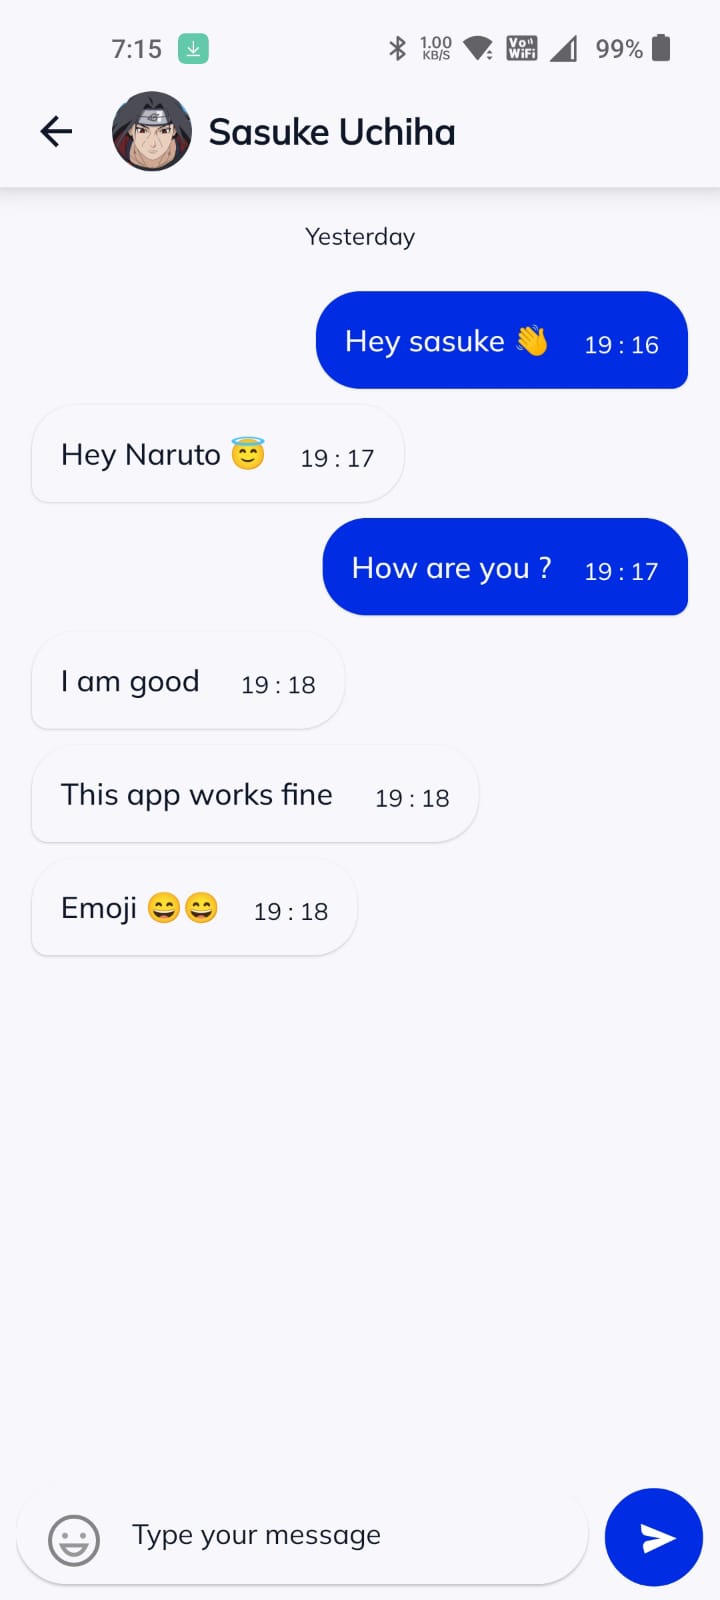 7:15 1.00 KB/S Vo WiFi 99%
Sasuke Uchiha
Yesterday
Hey sasuke 👋 19 : 16
Hey Naruto 😇 19 : 17
How are you ? 19 : 17
I am good 19 : 18
This app works fine 19 : 18
Emoji 😄😄 19 : 18
Type your message